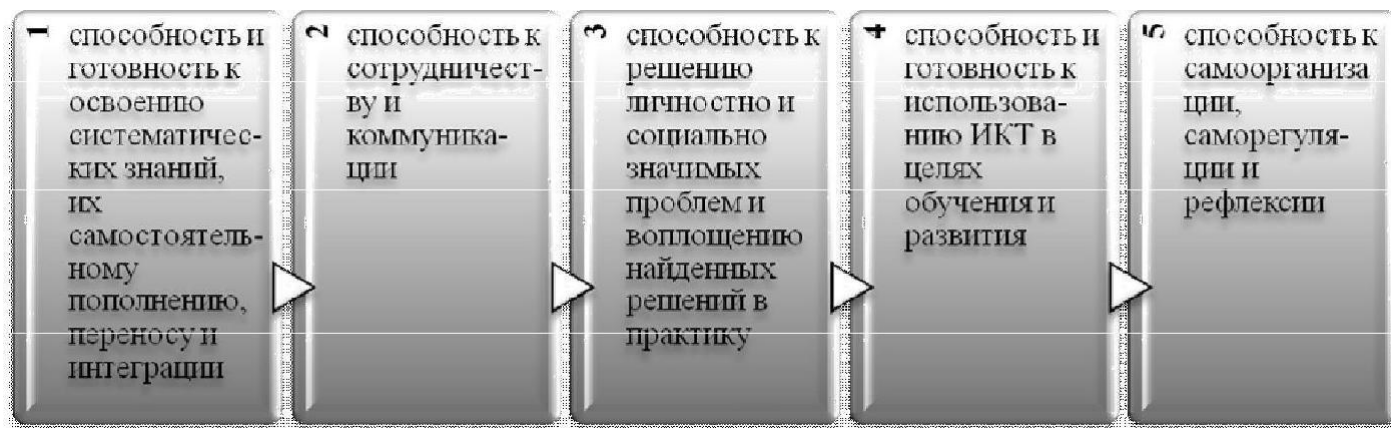 1
способность и
готовность к
освоению
систематичес-
ких знаний,
их
самостоятель-
ному
пополнению,
переносу и
интеграции
2
способность к
сотрудничест-
ву и
коммуника-
ции
3
способность к
решению
личностно и
социально
значимых
проблем и
воплощению
найденных
решений в
практику
4
способность и
готовность к
использова-
нию ИКТ в
целях
обучения и
развития
5
способность к
самоорганиза
ции,
саморегуля-
ции и
рефлексии